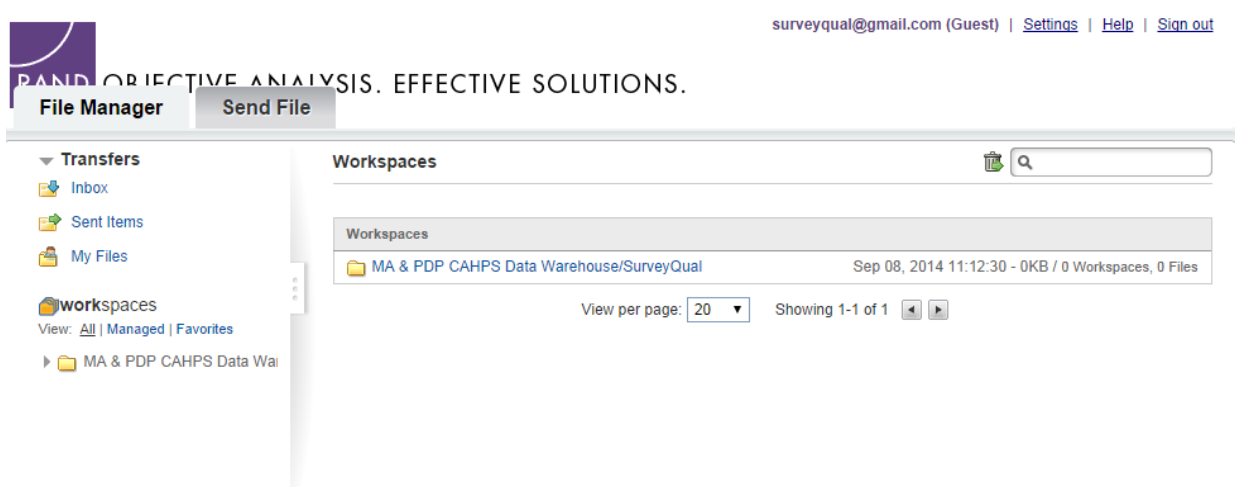 surveyqual@gmail.com (Guest) | Settings | Help | Sign out
RAND OBJECTIVE ANALYSIS. EFFECTIVE SOLUTIONS.
File Manager
Send File
Transfers
Inbox
Sent Items
My Files
workspaces
View: All | Managed | Favorites
MA & PDP CAHPS Data Wa
Workspaces
Workspaces
MA & PDP CAHPS Data Warehouse/SurveyQual Sep 08, 2014 11:12:30 - 0KB / 0 Workspaces, 0 Files
View per page: 20 Showing 1-1 of 1